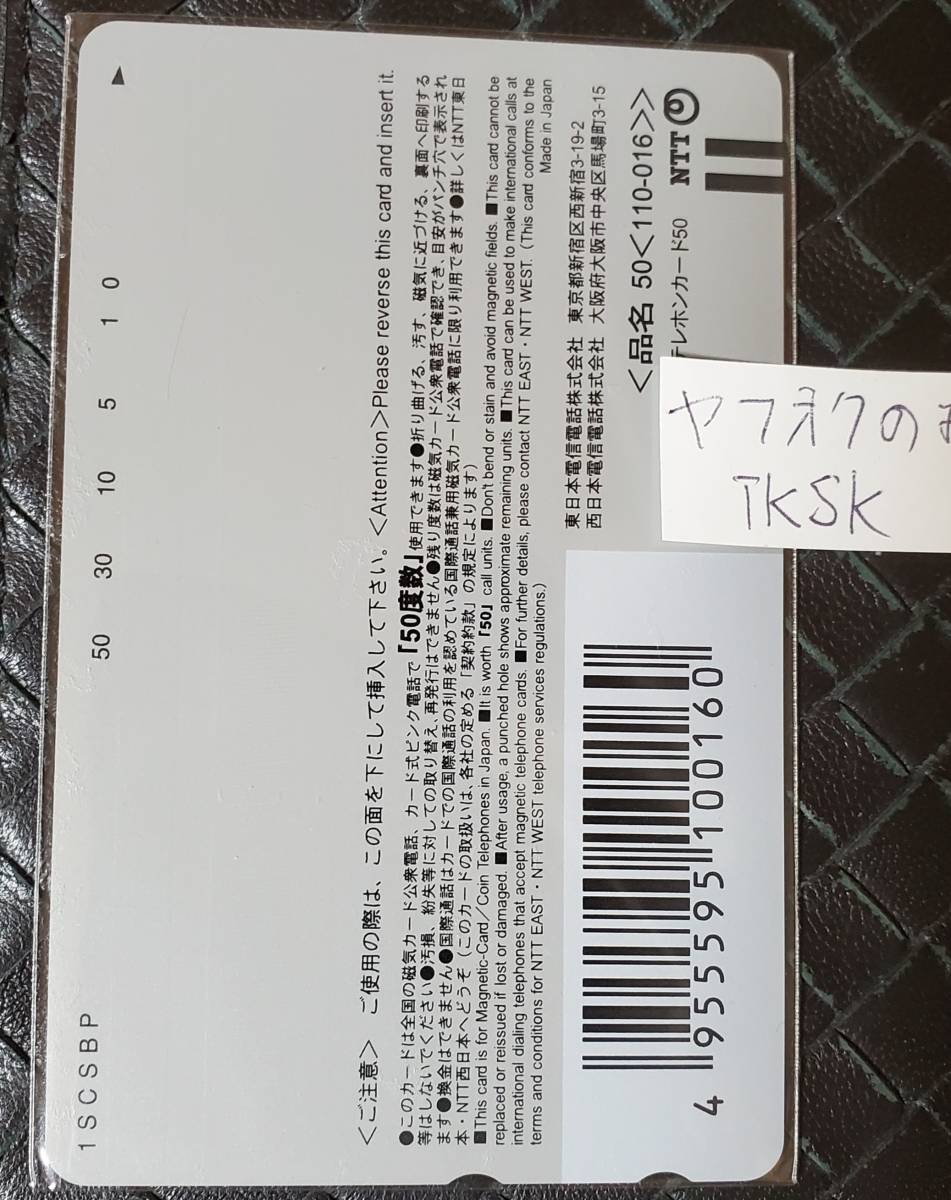 1SCSBP
50 30 10 5 1 0
<ご注意> ご使用の際は、この面を下にして挿入して下さい。<Attention>Please reverse this card and insert it.
●このカードは全国の磁気カード公衆電話、カード式ピンク電話で「50度数」使用できます●折り曲げる、汚す、磁気に近づける、裏面へ印刷する
等はしないでください●汚損、紛失等に対しての取り替え、再発行はできません●残り度数は磁気カード公衆電話で確認でき、目安がパンチ穴で表示され
ます●換金はできません●国際通話はカードでの国際通話の利用を認めている国際通話兼用磁気カード公衆電話に限り利用できます●詳しくはNTT東日
本・NTT西日本へどうぞ（このカードの取扱いは、各社の定める「契約約款」の規定によります）
■This card is for Magnetic-Card/Coin Telephones in Japan. ■It is worth「50」call units. ■Don't bend or stain and avoid magnetic fields. ■This card cannot be
replaced or reissued if lost or damaged. ■After usage, a punched hole shows approximate remaining units. ■This card can be used to make international calls at
international dialing telephones that accept magnetic telephone cards. ■For further details, please contact NTT EAST・NTT WEST. (This card conforms to the
terms and conditions for NTT EAST・NTT WEST telephone services regulations.)
Made in Japan
東日本電信電話株式会社 東京都新宿区西新宿3-19-2
西日本電信電話株式会社 大阪府大阪市中央区馬場町3-15
<品名 50<110-016>>
テレホンカード50 NTT
4 955951 00160
ヤフオクの
TKSK